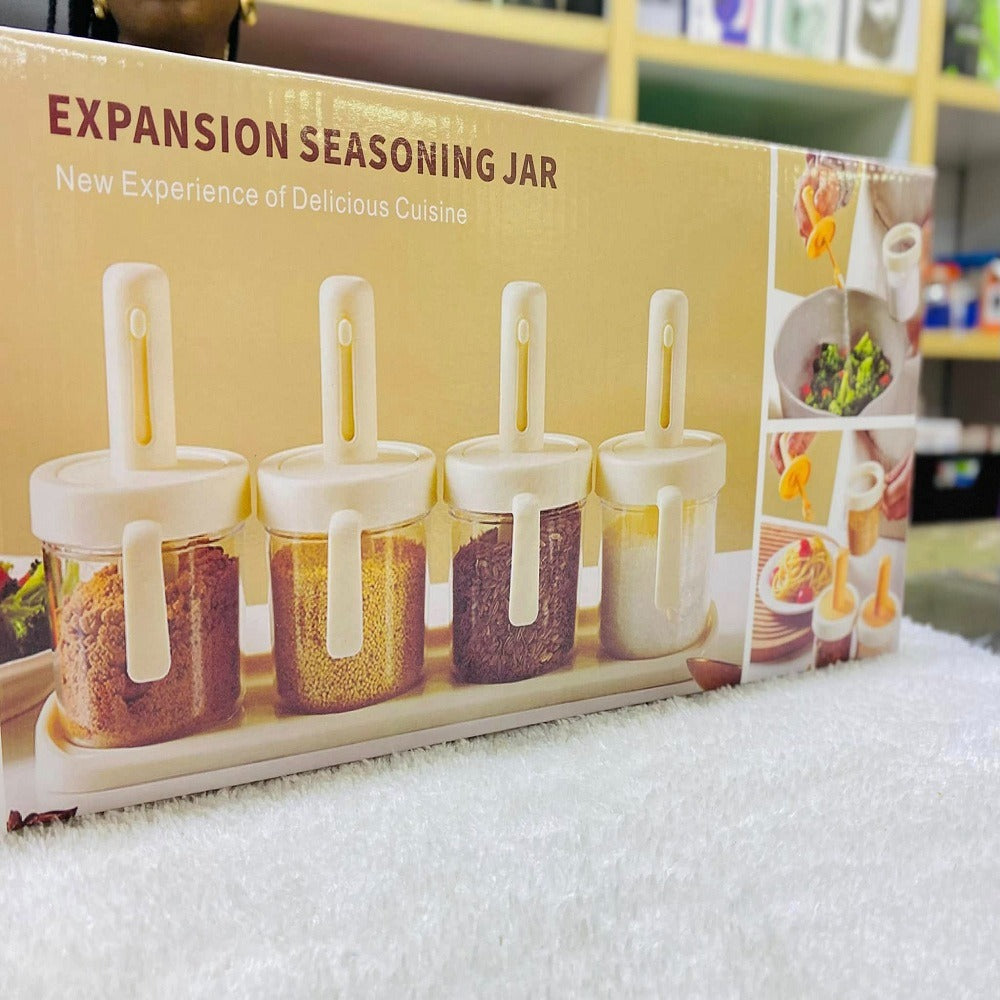 EXPANSION SEASONING JAR
New Experience of Delicious Cuisine